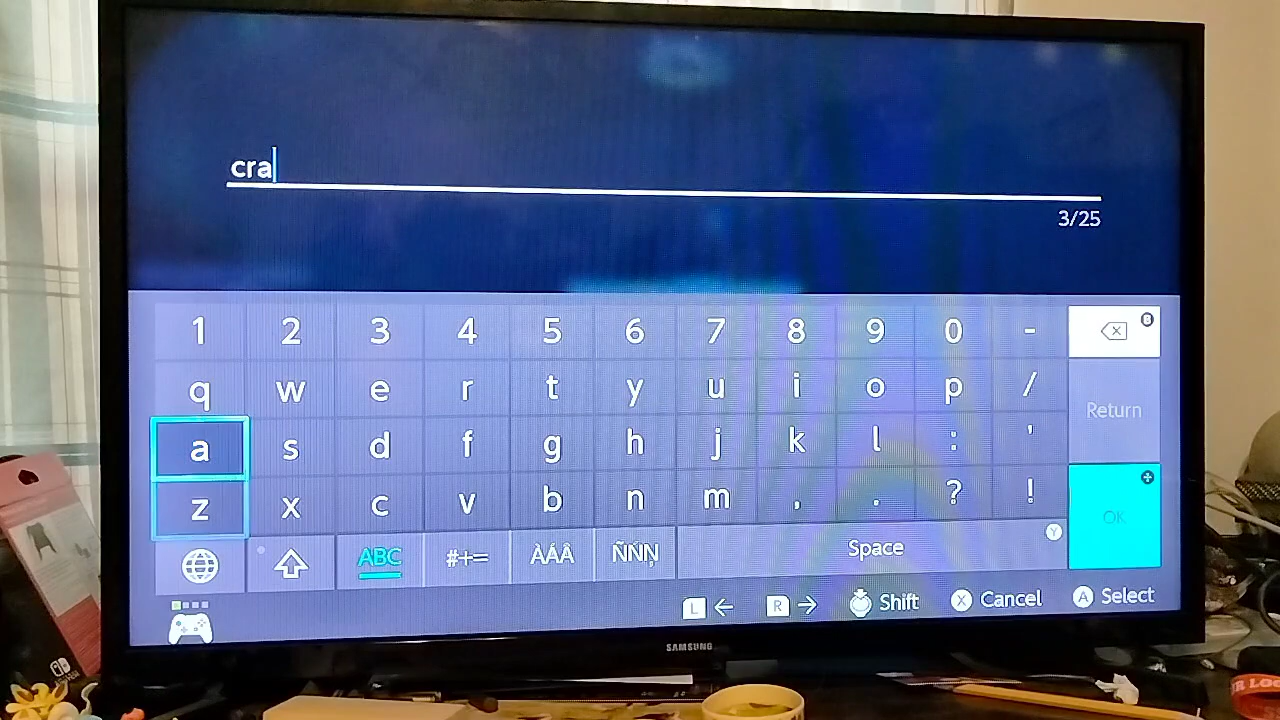 cra
3/25
1 2 3 4 5 6 7 8 9 0 -
q w e r t y u i o p /
Return
a s d f g h j k l : '
z x c v b n m , . ? !
OK
ABC #+= ÀÁÂ ÑŃŅ Space Y
L ← R → Shift X Cancel A Select
SAMSUNG